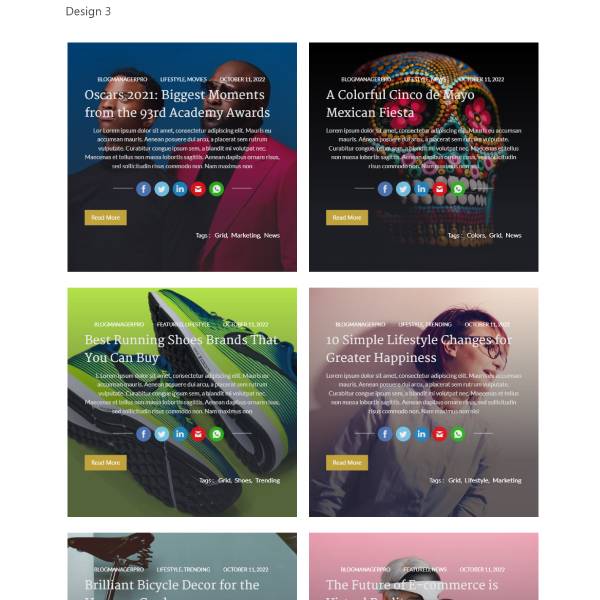 Design 3
BLOGMANAGERPRO LIFESTYLE, MOVIES OCTOBER 11, 2022
Oscars 2021: Biggest Moments
from the 93rd Academy Awards
Lorem ipsum dolor sit amet, consectetur adipiscing elit. Mauris eu
accumsan mauris. Aenean posuere dui arcu, a placerat sem rutrum
vulputate. Curabitur congue ipsum sem, a blandit mi volutpat nec.
Maecenas et tellus non massa lobortis sagittis. Aenean dapibus ornare risus,
sed sollicitudin risus commodo non. Nam maximus non
Read More
Tags : Grid, Marketing, News
BLOGMANAGERPRO LIFESTYLE, NEWS OCTOBER 11, 2022
A Colorful Cinco de Mayo
Mexican Fiesta
Lorem ipsum dolor sit amet, consectetur adipiscing elit. Mauris eu accumsan
mauris. Aenean posuere dui arcu, a placerat sem rutrum vulputate.
Curabitur congue ipsum sem, a blandit mi volutpat nec. Maecenas et tellus
non massa lobortis sagittis. Aenean dapibus ornare risus, sed sollicitudin
risus commodo non. Nam maximus non
Read More
Tags : Colors, Grid, News
BLOGMANAGERPRO FEATURED, LIFESTYLE OCTOBER 11, 2022
Best Running Shoes Brands That
You Can Buy
Lorem ipsum dolor sit amet, consectetur adipiscing elit. Mauris eu
accumsan mauris. Aenean posuere dui arcu, a placerat sem rutrum
vulputate. Curabitur congue ipsum sem, a blandit mi volutpat nec.
Maecenas et tellus non massa lobortis sagittis. Aenean dapibus ornare risus,
sed sollicitudin risus commodo non. Nam maximus non
Read More
Tags : Grid, Shoes, Trending
BLOGMANAGERPRO LIFESTYLE, TRENDING OCTOBER 11, 2022
10 Simple Lifestyle Changes for
Greater Happiness
Lorem ipsum dolor sit amet, consectetur adipiscing elit. Mauris eu accumsan
mauris. Aenean posuere dui arcu, a placerat sem rutrum vulputate.
Curabitur congue ipsum sem, a blandit mi volutpat nec. Maecenas et tellus
non massa lobortis sagittis. Aenean dapibus ornare risus, sed sollicitudin
risus commodo non. Nam maximus non nisl
Read More
Tags : Grid, Lifestyle, Marketing
BLOGMANAGERPRO LIFESTYLE, TRENDING OCTOBER 11, 2022
Brilliant Bicycle Decor for the
BLOGMANAGERPRO FEATURED, NEWS OCTOBER 11, 2022
The Future of E-commerce is